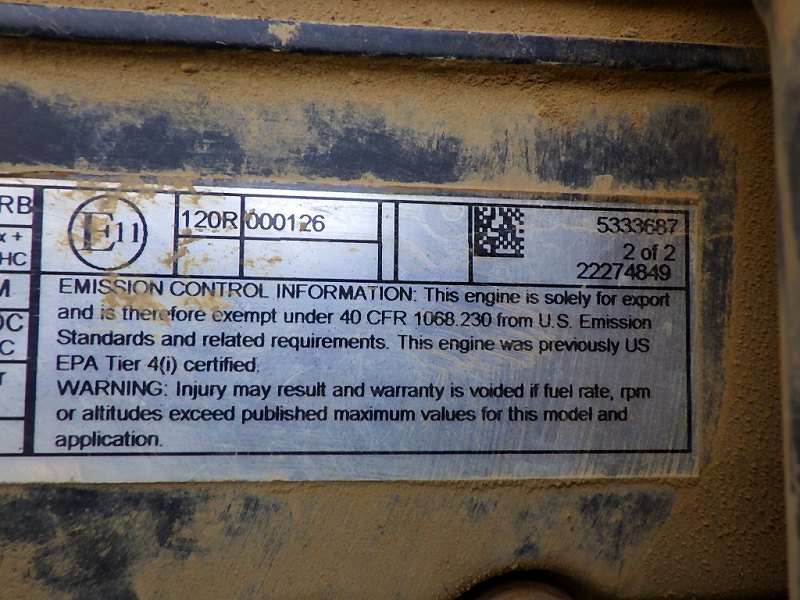 RB
x +
HC
M
OC
C
T
E11
120R 000126
5333687
2 of 2
22274849
EMISSION CONTROL INFORMATION: This engine is solely for export
and is therefore exempt under 40 CFR 1068.230 from U.S. Emission
Standards and related requirements. This engine was previously US
EPA Tier 4(i) certified.
WARNING: Injury may result and warranty is voided if fuel rate, rpm
or altitudes exceed published maximum values for this model and
application.